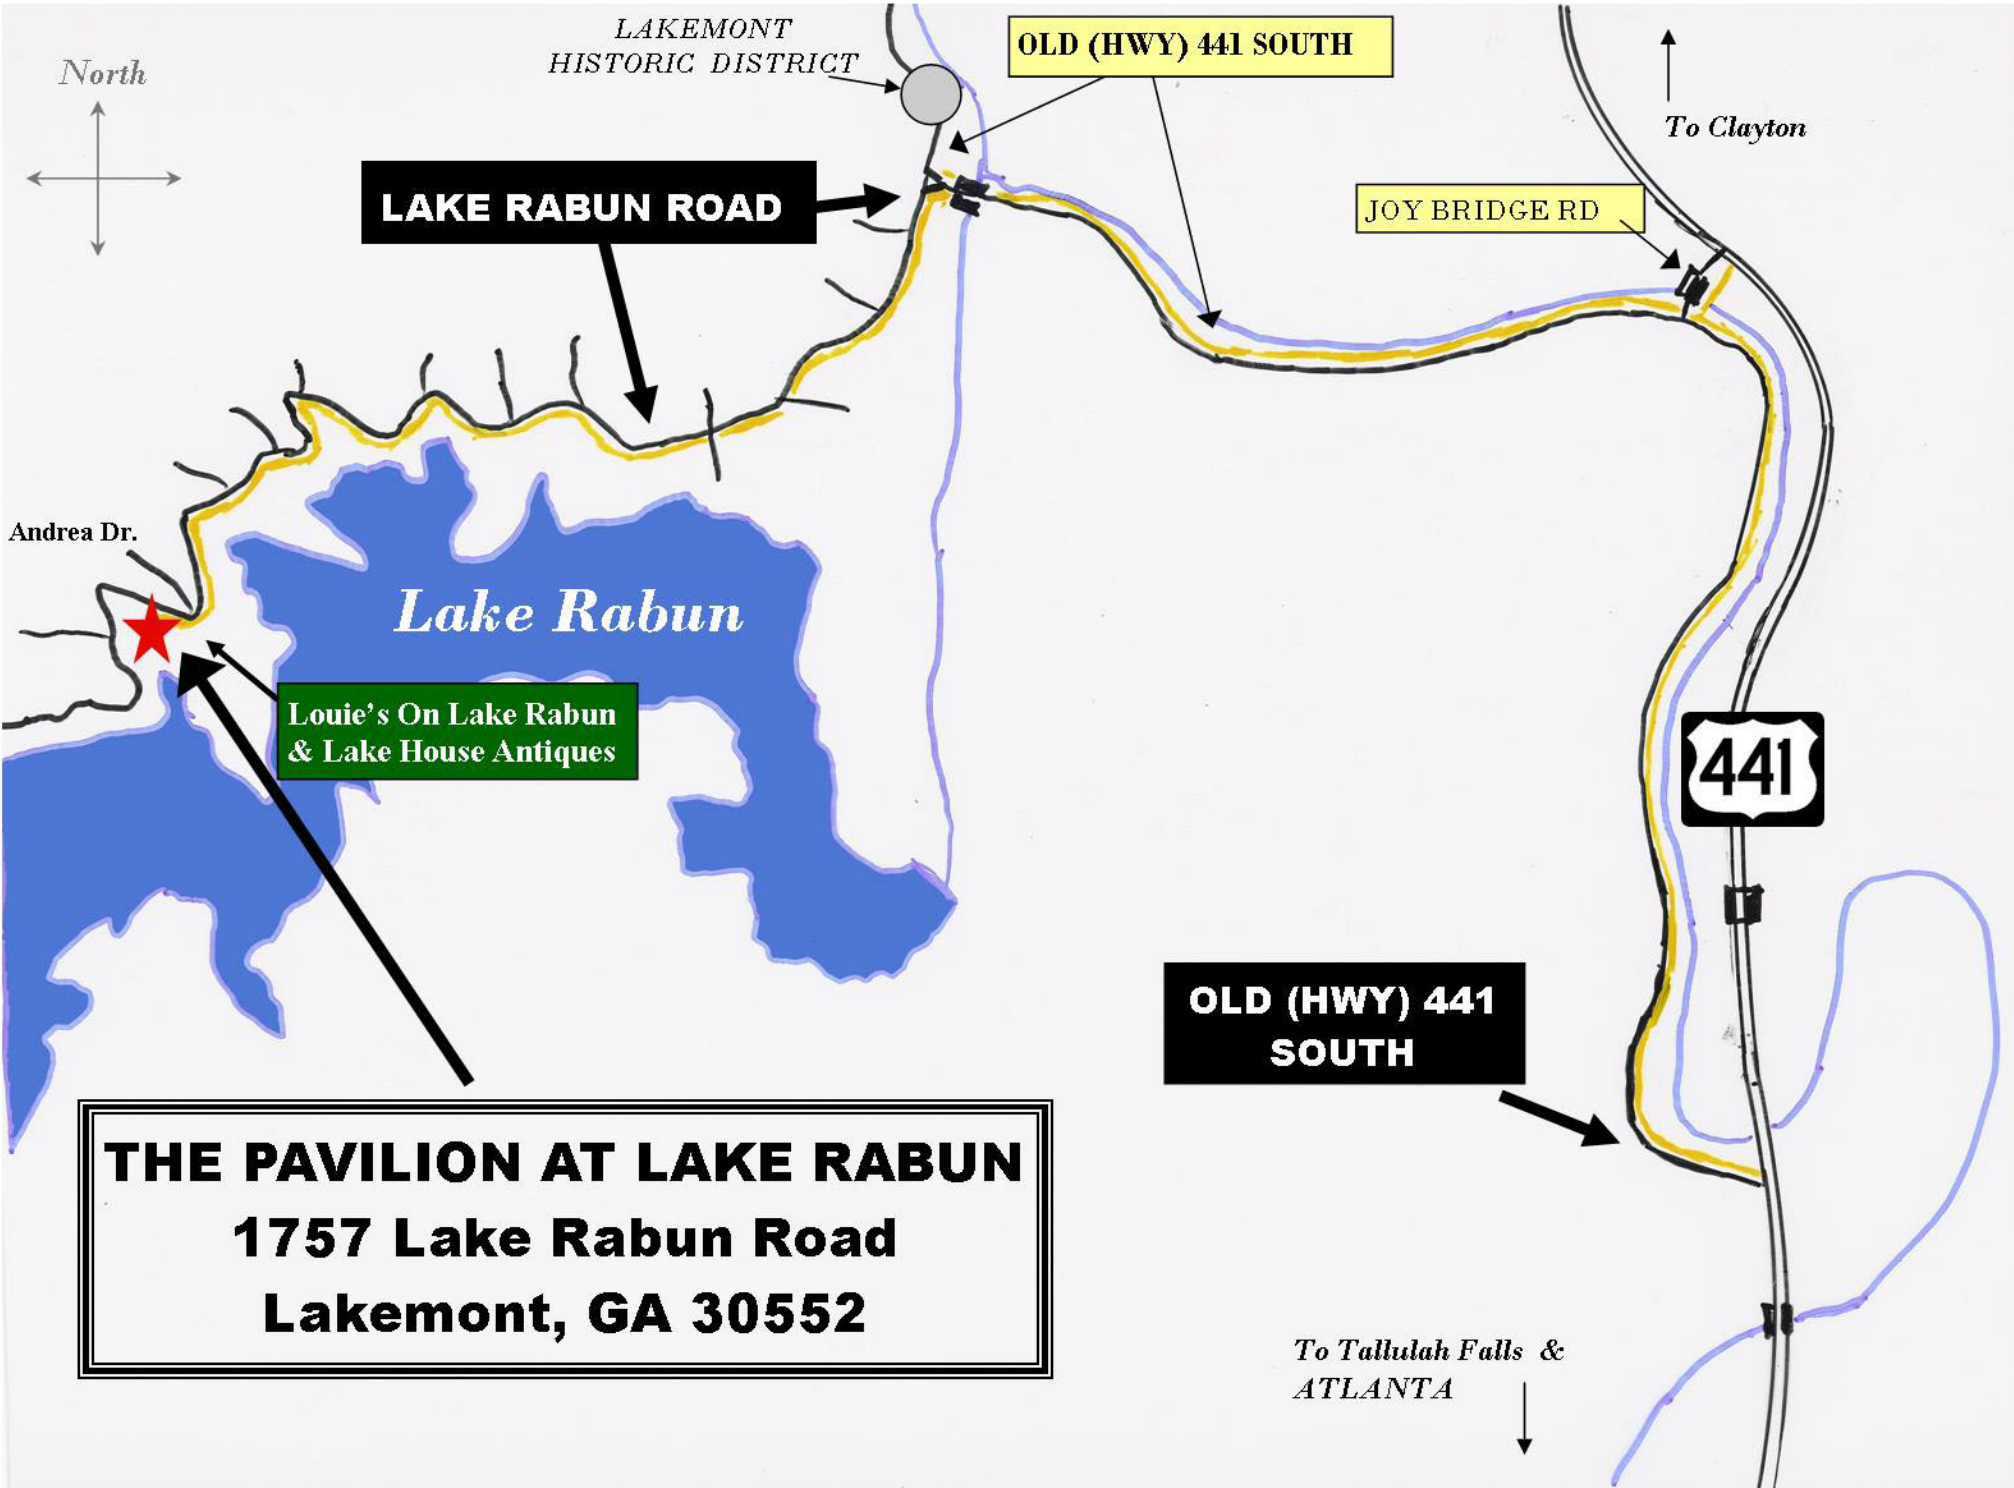 LAKEMONT
HISTORIC DISTRICT
OLD (HWY) 441 SOUTH
North
To Clayton
LAKE RABUN ROAD
JOY BRIDGE RD
Andrea Dr.
Lake Rabun
Louie's On Lake Rabun
& Lake House Antiques
441
OLD (HWY) 441
SOUTH
THE PAVILION AT LAKE RABUN
1757 Lake Rabun Road
Lakemont, GA 30552
To Tallulah Falls &
ATLANTA